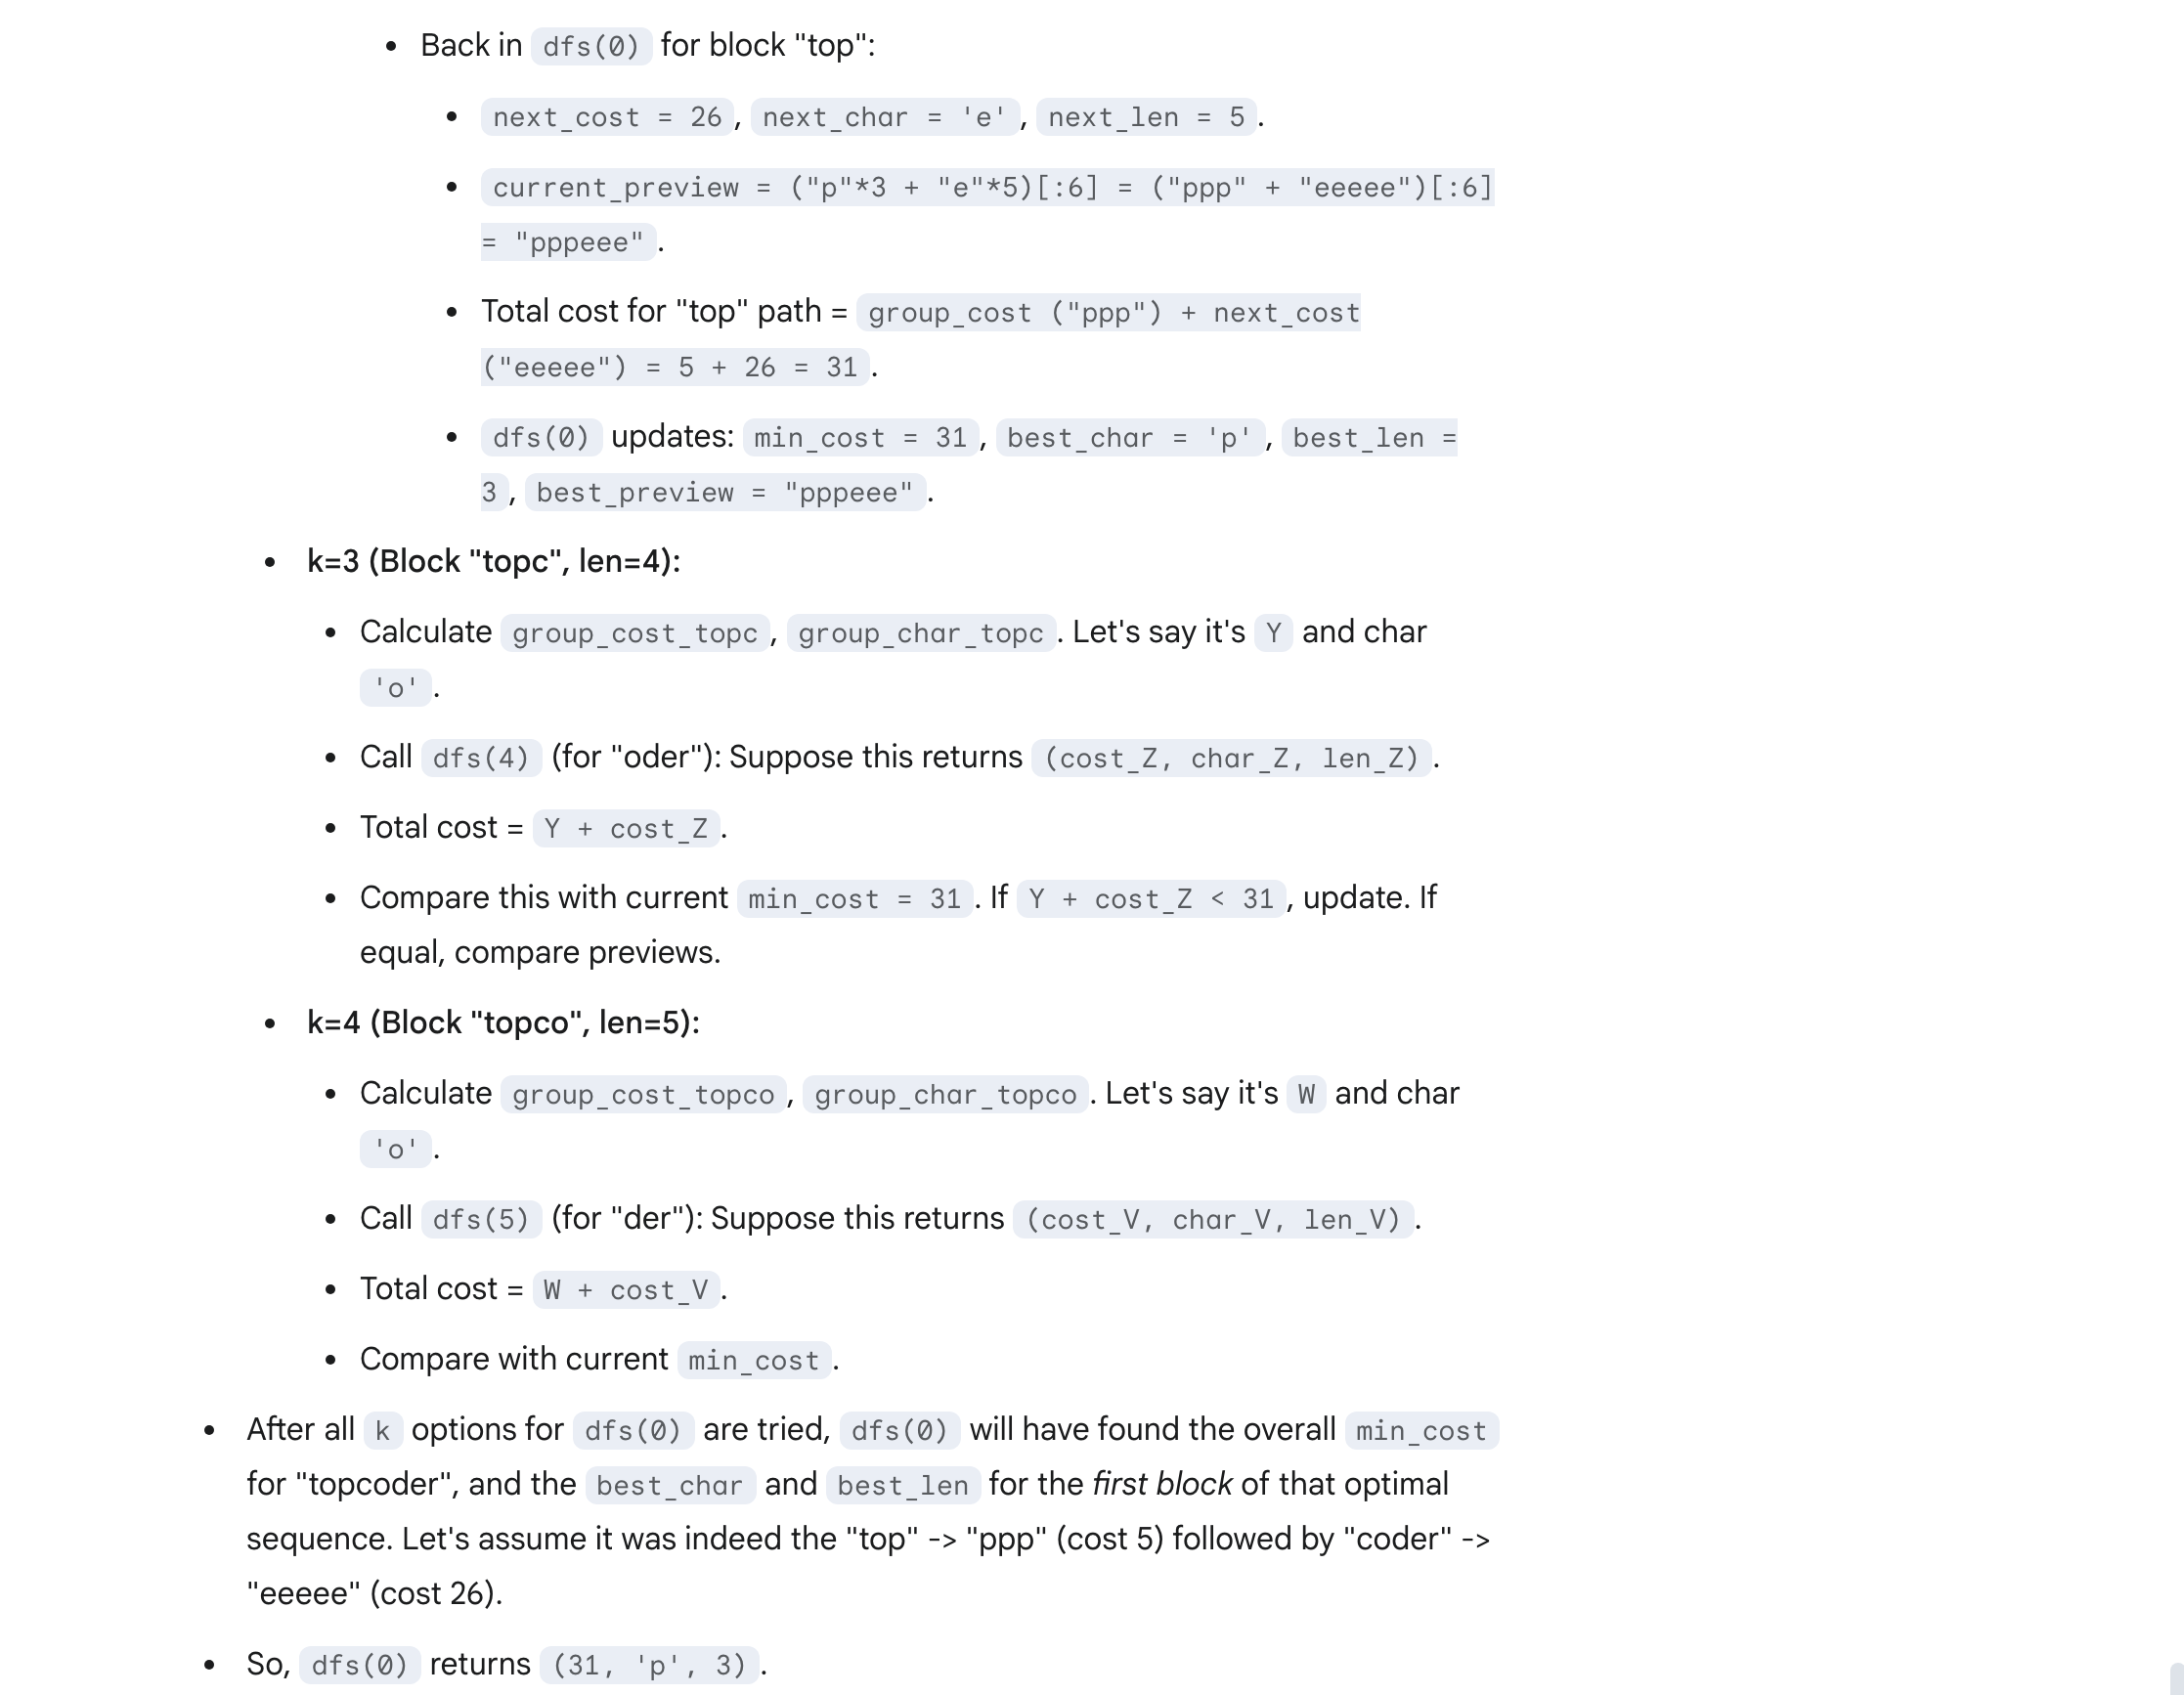 • Back in dfs(0) for block "top":
• next_cost = 26, next_char = 'e', next_len = 5.
• current_preview = ("p"*3 + "e"*5)[:6] = ("ppp" + "eeeee")[:6]
= "pppeee".
• Total cost for "top" path = group_cost ("ppp") + next_cost
("eeeee") = 5 + 26 = 31.
• dfs(0) updates: min_cost = 31, best_char = 'p', best_len =
3, best_preview = "pppeee".
• k=3 (Block "topc", len=4):
• Calculate group_cost_topc, group_char_topc. Let's say it's Y and char
'o'.
• Call dfs(4) (for "oder"): Suppose this returns (cost_Z, char_Z, len_Z).
• Total cost = Y + cost_Z.
• Compare this with current min_cost = 31. If Y + cost_Z < 31, update. If
equal, compare previews.
• k=4 (Block "topco", len=5):
• Calculate group_cost_topco, group_char_topco. Let's say it's W and char
'o'.
• Call dfs(5) (for "der"): Suppose this returns (cost_V, char_V, len_V).
• Total cost = W + cost_V.
• Compare with current min_cost.
• After all k options for dfs(0) are tried, dfs(0) will have found the overall min_cost
for "topcoder", and the best_char and best_len for the first block of that optimal
sequence. Let's assume it was indeed the "top" -> "ppp" (cost 5) followed by "coder" ->
"eeeee" (cost 26).
• So, dfs(0) returns (31, 'p', 3).